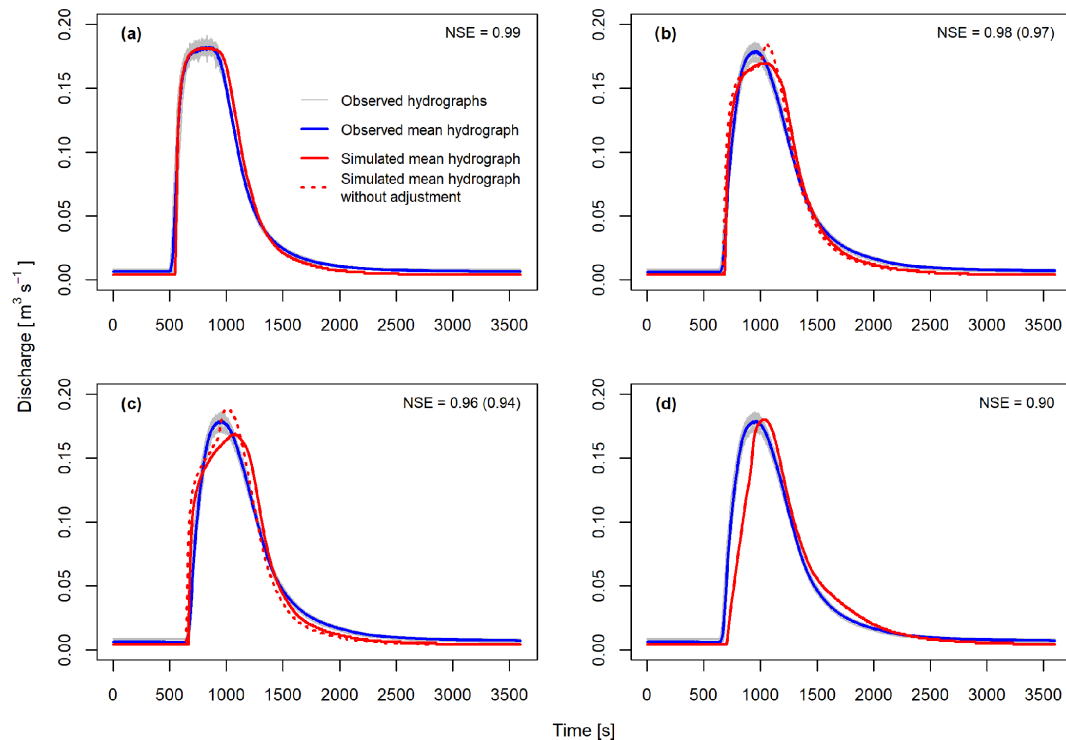 (a)
NSE = 0.99
Observed hydrographs
Observed mean hydrograph
Simulated mean hydrograph
Simulated mean hydrograph
without adjustment
0.00 0.05 0.10 0.15 0.20
0 500 1000 1500 2000 2500 3000 3500
(b)
NSE = 0.98 (0.97)
0.00 0.05 0.10 0.15 0.20
0 500 1000 1500 2000 2500 3000 3500
Discharge [ m³ s⁻¹ ]
(c)
NSE = 0.96 (0.94)
0.00 0.05 0.10 0.15 0.20
0 500 1000 1500 2000 2500 3000 3500
(d)
NSE = 0.90
0.00 0.05 0.10 0.15 0.20
0 500 1000 1500 2000 2500 3000 3500
Time [s]